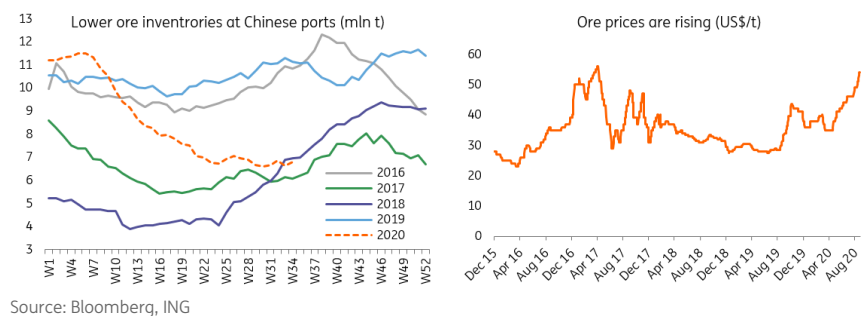 Lower ore inventrories at Chinese ports (mln t)
13
12
11
10
9
8
7
6
5
4
3
W1
W4
W7
W10
W13
W16
W19
W22
W25
W28
W31
W34
W37
W40
W43
W46
W49
W52
2016
2017
2018
2019
2020
Ore prices are rising (US$/t)
60
50
40
30
20
10
0
Dec 15
Apr 16
Aug 16
Dec 16
Apr 17
Aug 17
Dec 17
Apr 18
Aug 18
Dec 18
Apr 19
Aug 19
Dec 19
Apr 20
Aug 20
Source: Bloomberg, ING